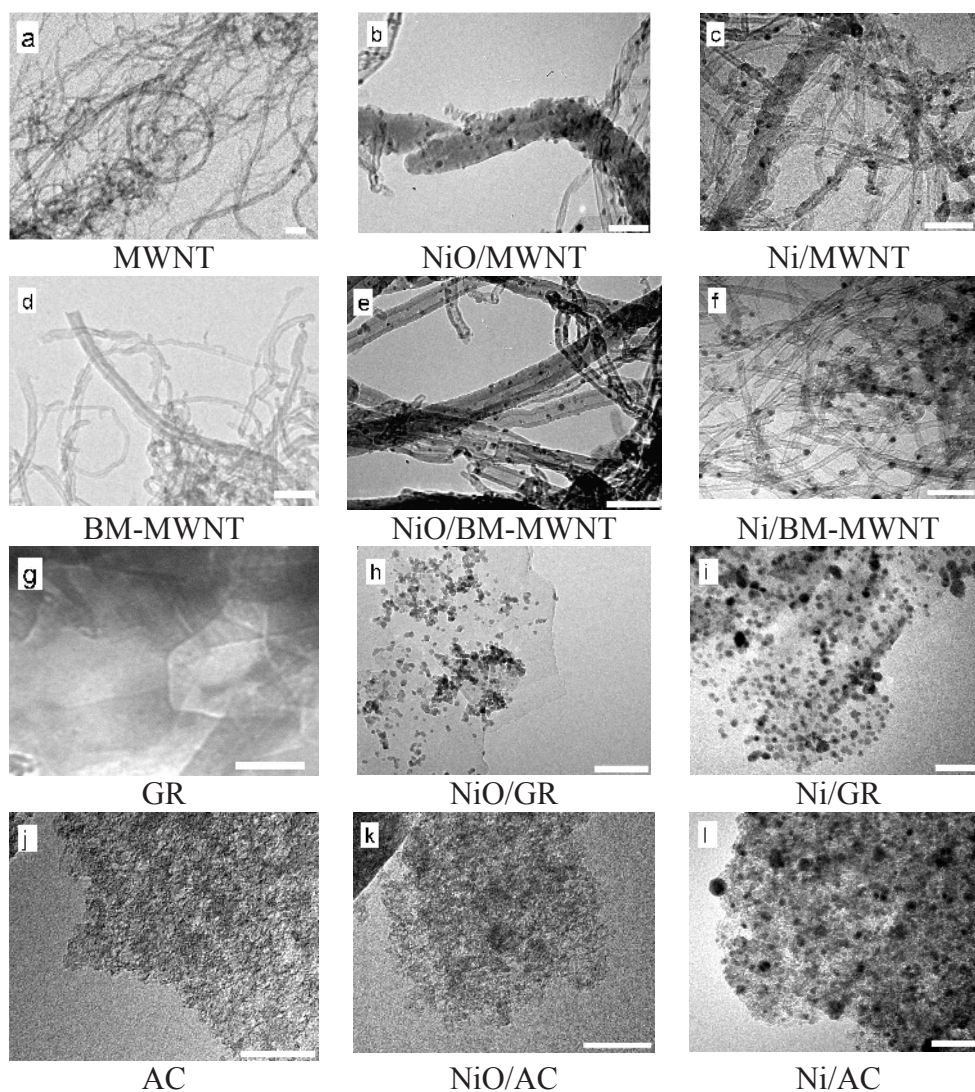 a b c
MWNT NiO/MWNT Ni/MWNT
d e f
BM-MWNT NiO/BM-MWNT Ni/BM-MWNT
g h i
GR NiO/GR Ni/GR
j k l
AC NiO/AC Ni/AC